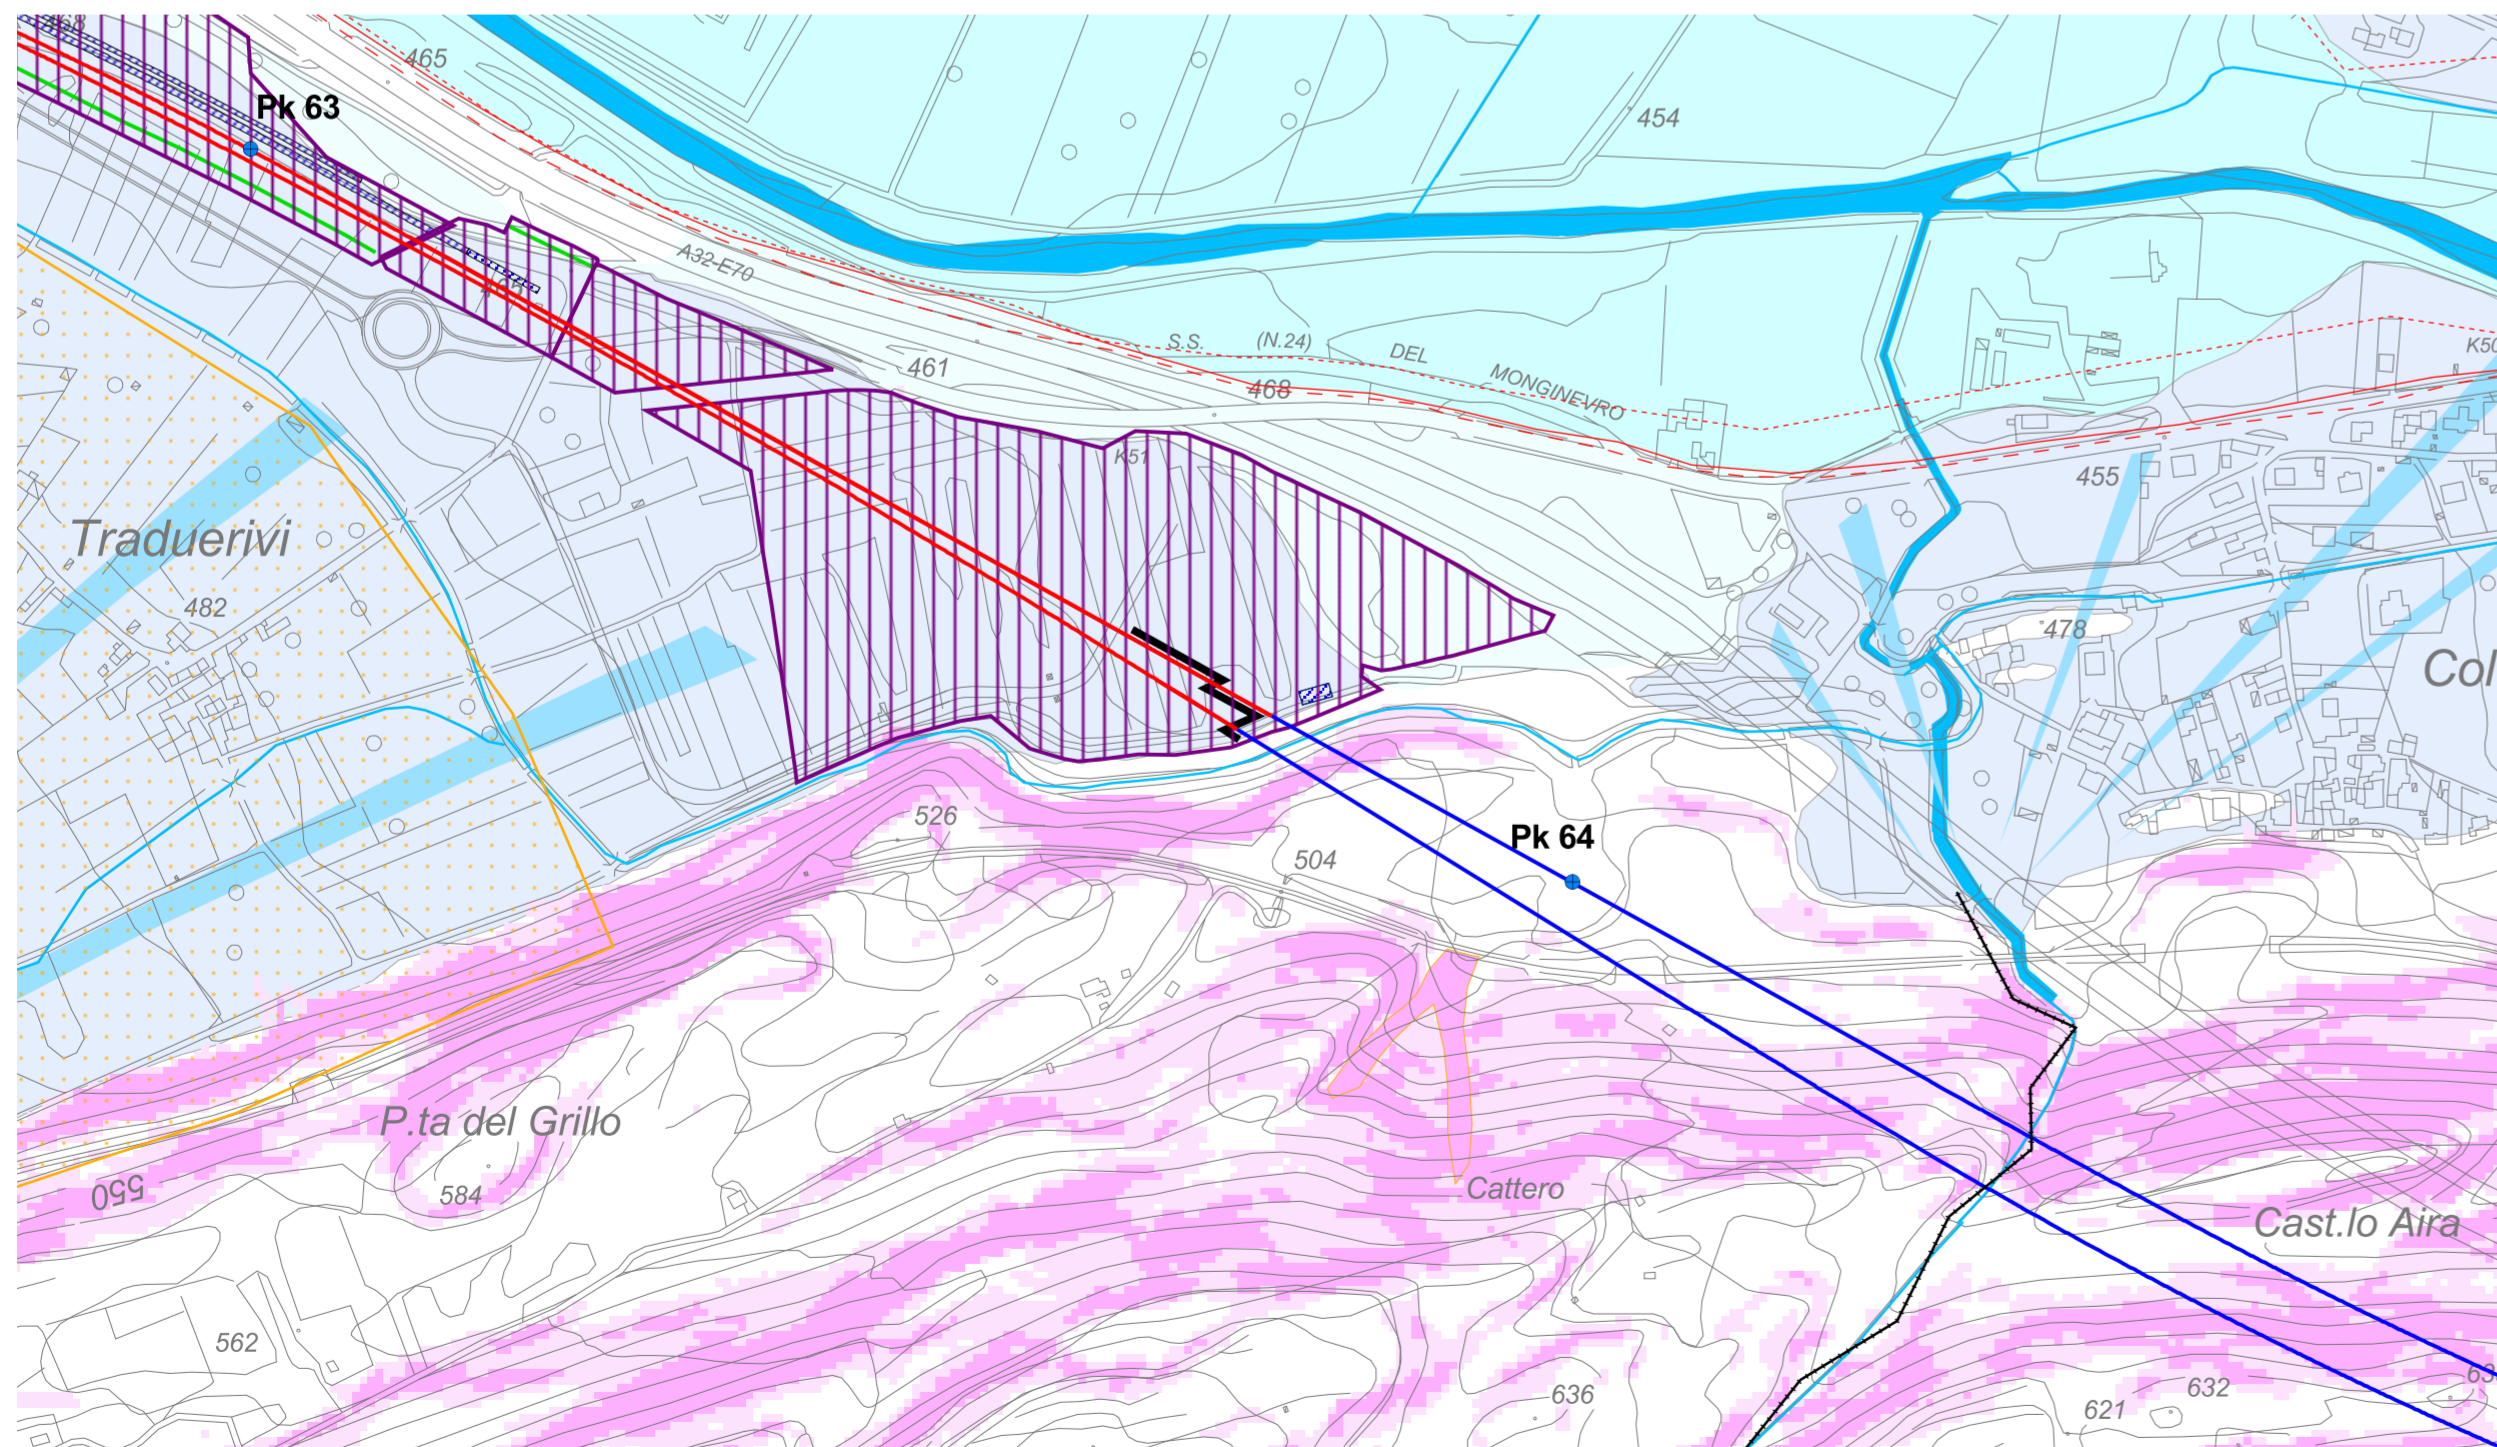 468
465
Pk 63
454
A32-E70
S.S. (N.24) DEL MONGINEVRO
461
468
K51
455
Traduerivi
482
478
Col
526
Pk 64
504
P.ta del Grillo
550
584
Cattero
Cast.lo Aira
562
636
632
621